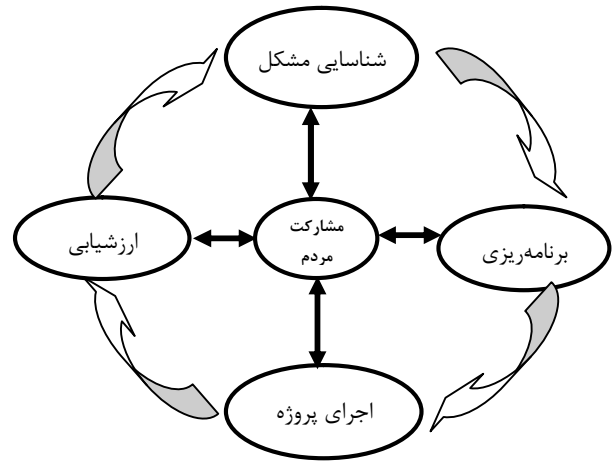 شناسایی مشکل
مشارکت
مردم
ارزشیابی
برنامه‌ریزی
اجرای پروژه